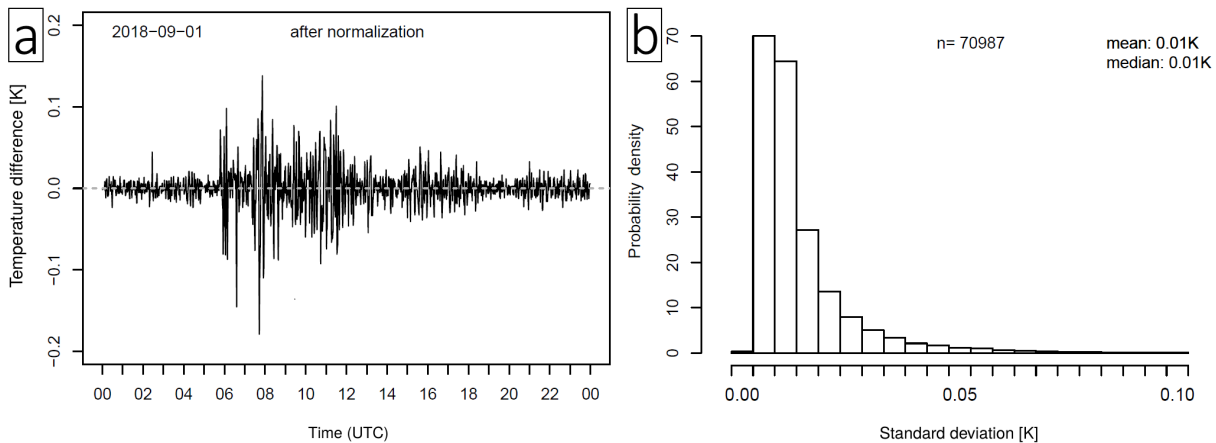 a
2018−09−01
after normalization
Temperature difference [K]
0.2
0.1
0.0
−0.1
−0.2
00 02 04 06 08 10 12 14 16 18 20 22 00
Time (UTC)
b
n= 70987
mean: 0.01K
median: 0.01K
Probability density
70
60
50
40
30
20
10
0
0.00 0.05 0.10
Standard deviation [K]